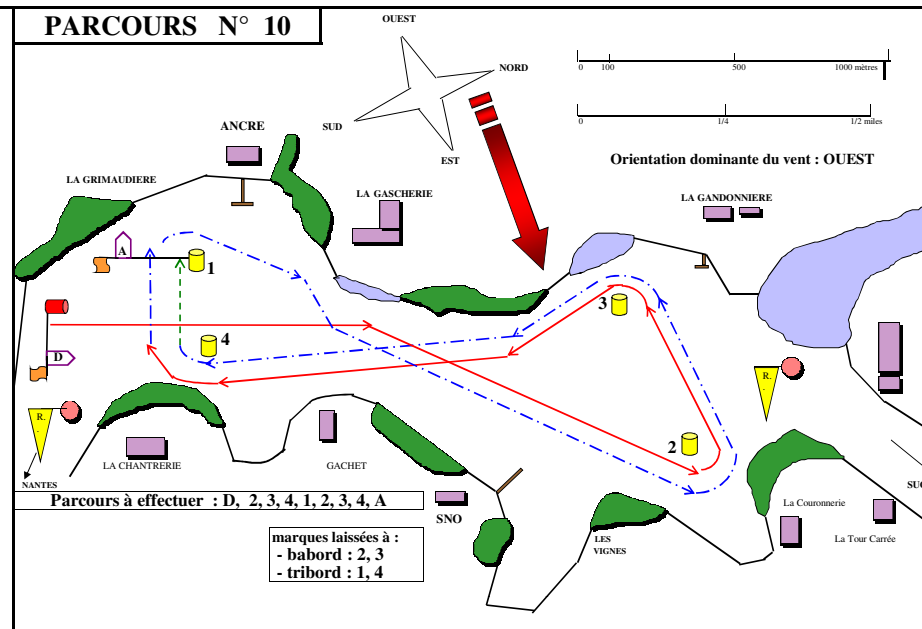 PARCOURS N° 10
OUEST
NORD
SUD
EST
0 100 500 1000 mètres
0 1/4 1/2 miles
Orientation dominante du vent : OUEST
ANCRE
LA GRIMAUDIERE
LA GASCHERIE
LA GANDONNIERE
A
1
3
4
D
R.
.
2
R.
.
NANTES
LA CHANTRERIE
GACHET
SNO
LES
VIGNES
La Couronnerie
La Tour Carrée
SUC
Parcours à effectuer : D, 2, 3, 4, 1, 2, 3, 4, A
marques laissées à :
- babord : 2, 3
- tribord : 1, 4